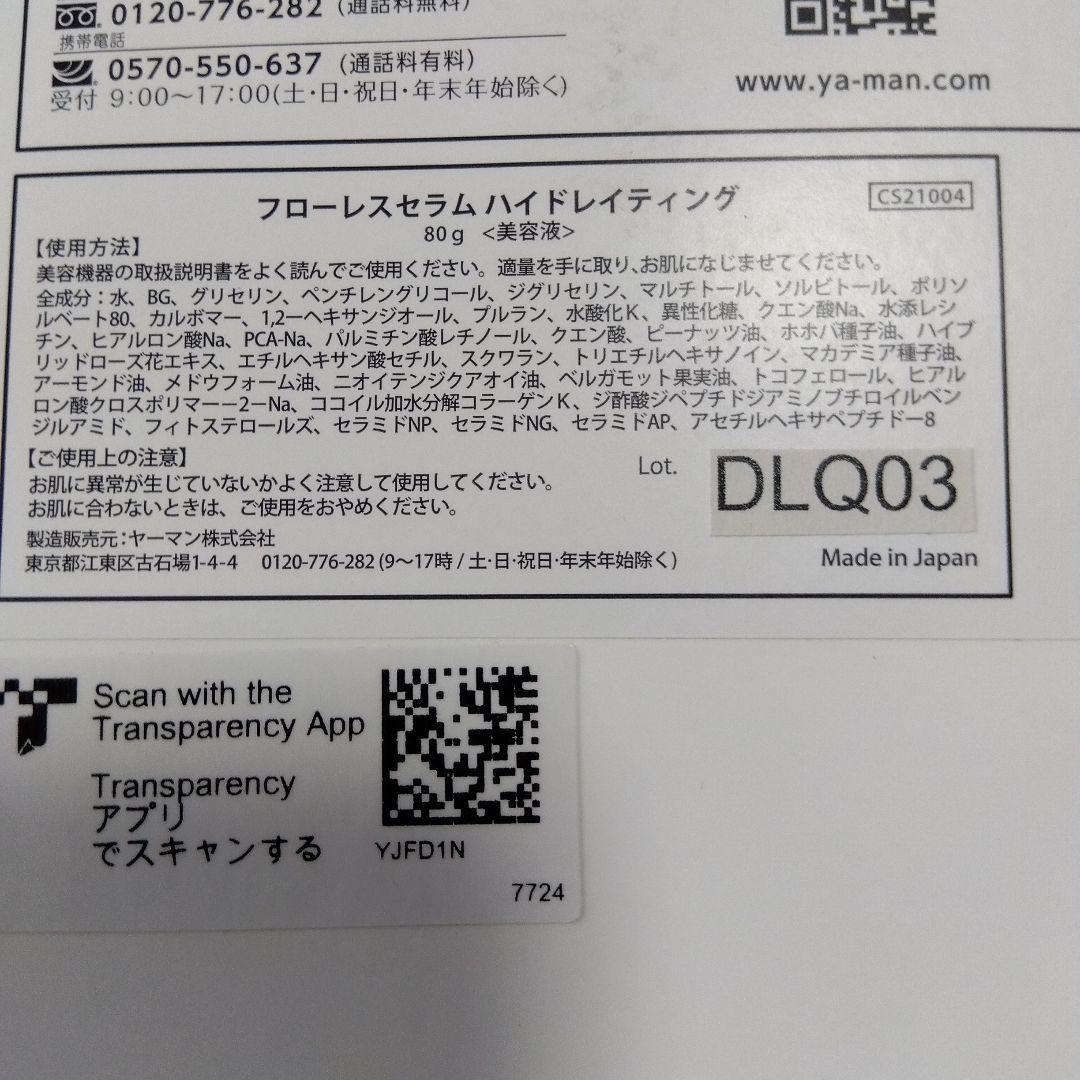 0120-776-282 (通話料無料)
携帯電話
0570-550-637 (通話料有料)
受付 9:00〜17:00(土・日・祝日・年末年始除く)
www.ya-man.com
フローレスセラム ハイドレイティング
CS21004
80g <美容液>
【使用方法】
美容機器の取扱説明書をよく読んでご使用ください。適量を手に取り、お肌になじませてください。
全成分：水、BG、グリセリン、ペンチレングリコール、ジグリセリン、マルチトール、ソルビトール、ポリソ
ルベート80、カルボマー、1,2ーヘキサンジオール、プルラン、水酸化K、異性化糖、クエン酸Na、水添レシ
チン、ヒアルロン酸Na、PCA-Na、パルミチン酸レチノール、クエン酸、ピーナッツ油、ホホバ種子油、ハイブ
リッドローズ花エキス、エチルヘキサン酸セチル、スクワラン、トリエチルヘキサノイン、マカデミア種子油、
アーモンド油、メドウフォーム油、ニオイテンジクアオイ油、ベルガモット果実油、トコフェロール、ヒアル
ロン酸クロスポリマー－2－Na、ココイル加水分解コラーゲンK、ジ酢酸ジペプチドジアミノブチロイルベン
ジルアミド、フィトステロールズ、セラミドNP、セラミドNG、セラミドAP、アセチルヘキサペプチドー8
【ご使用上の注意】
お肌に異常が生じていないかよく注意して使用してください。
お肌に合わないときは、ご使用をおやめください。
Lot. DLQ03
製造販売元：ヤーマン株式会社
東京都江東区古石場1-4-4 0120-776-282 (9〜17時 / 土・日・祝日・年末年始除く)
Made in Japan
Scan with the
Transparency App
Transparency
アプリ
でスキャンする
YJFD1N
7724